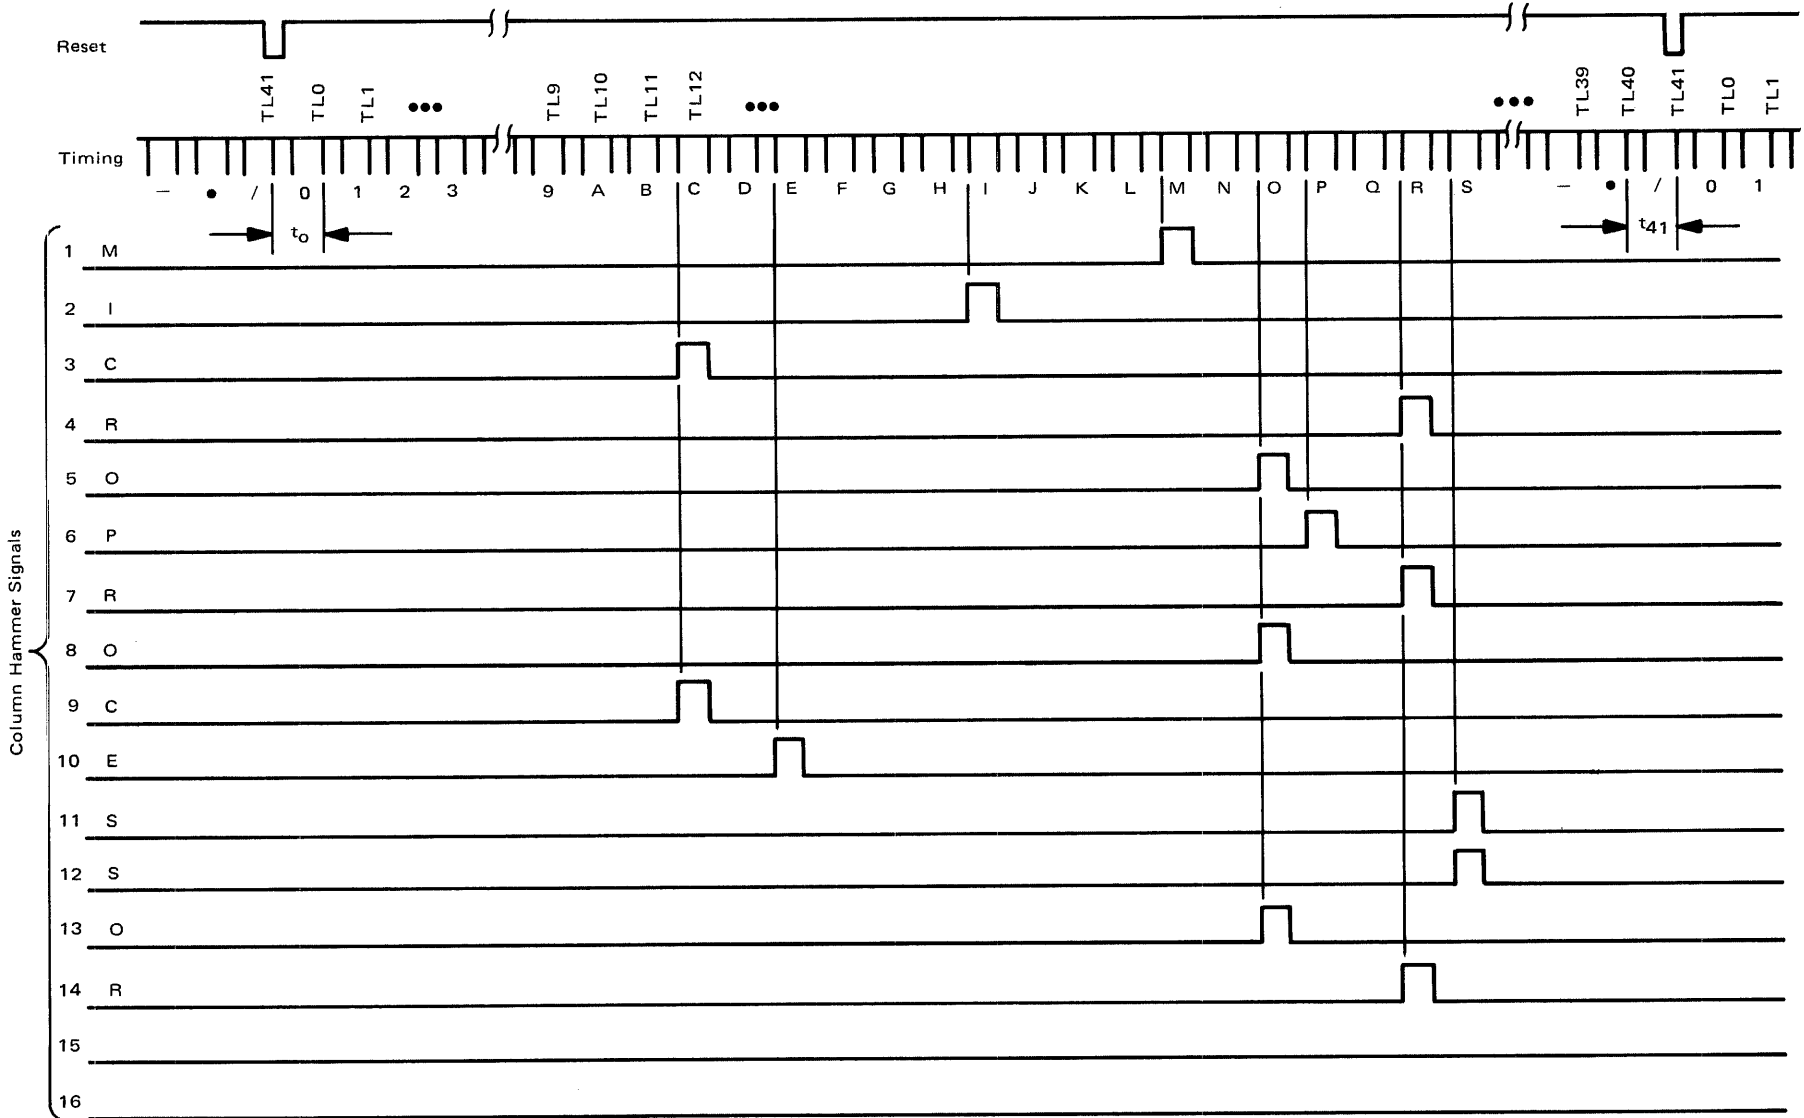 Reset
TL41 TL0 TL1 ••• TL9 TL10 TL11 TL12 ••• ••• TL39 TL40 TL41 TL0 TL1
Timing
– • / 0 1 2 3 9 A B C D E F G H I J K L M N O P Q R S – • / 0 1
t0 t41
Column Hammer Signals
1 M
2 I
3 C
4 R
5 O
6 P
7 R
8 O
9 C
10 E
11 S
12 S
13 O
14 R
15
16